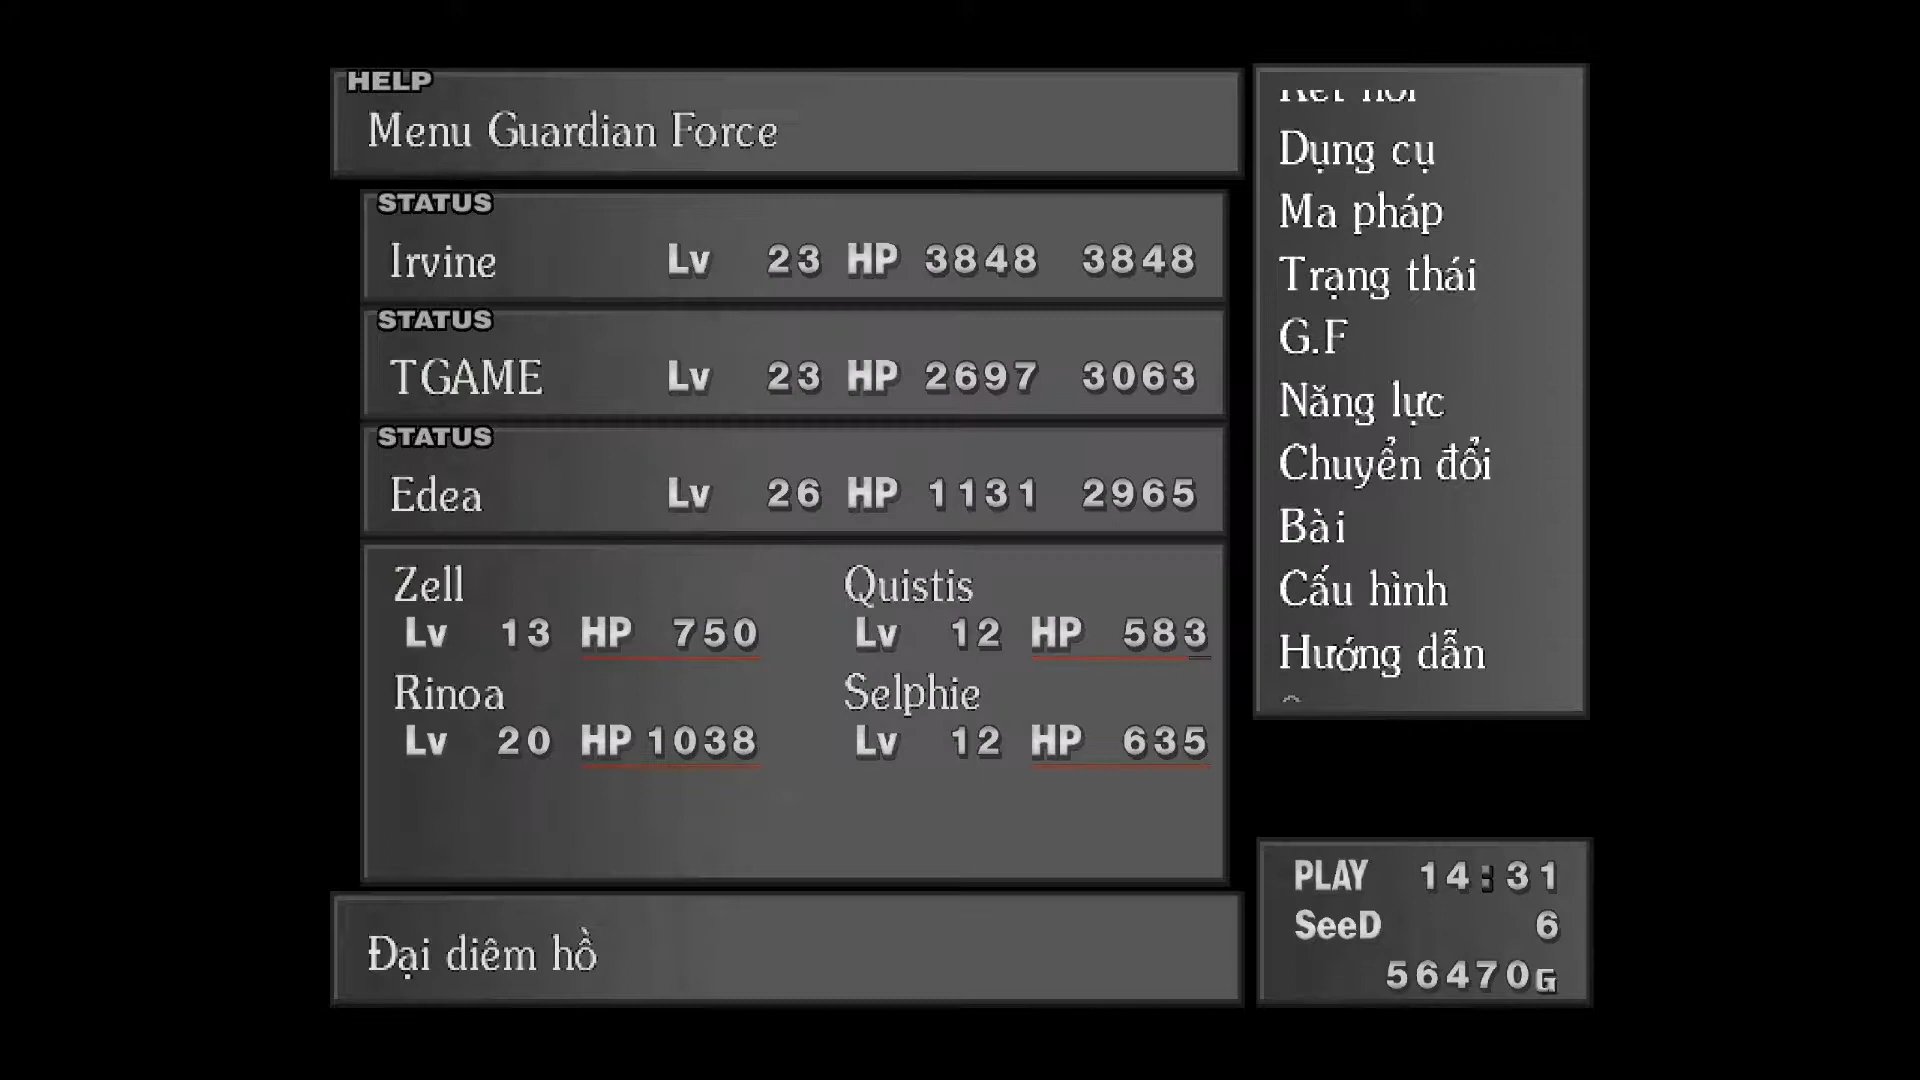 HELP
Menu Guardian Force
STATUS
Irvine Lv 23 HP 3848 3848
STATUS
TGAME Lv 23 HP 2697 3063
STATUS
Edea Lv 26 HP 1131 2965
Zell
Lv 13 HP 750
Quistis
Lv 12 HP 583
Rinoa
Lv 20 HP 1038
Selphie
Lv 12 HP 635
Đại diêm hồ
Dụng cụ
Ma pháp
Trạng thái
G.F
Năng lực
Chuyển đổi
Bài
Cấu hình
Hướng dẫn
PLAY 14:31
SeeD 6
56470G